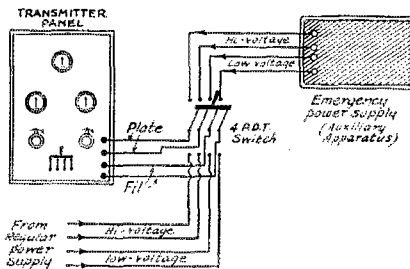 TRANSMITTER
PANEL
Hi-voltage
Low voltage
Plate
Fil
4 P.D.T.
Switch
Emergency
power supply
(Auxiliary
Apparatus)
From
Regular
power
Supply
Hi-voltage
low-voltage